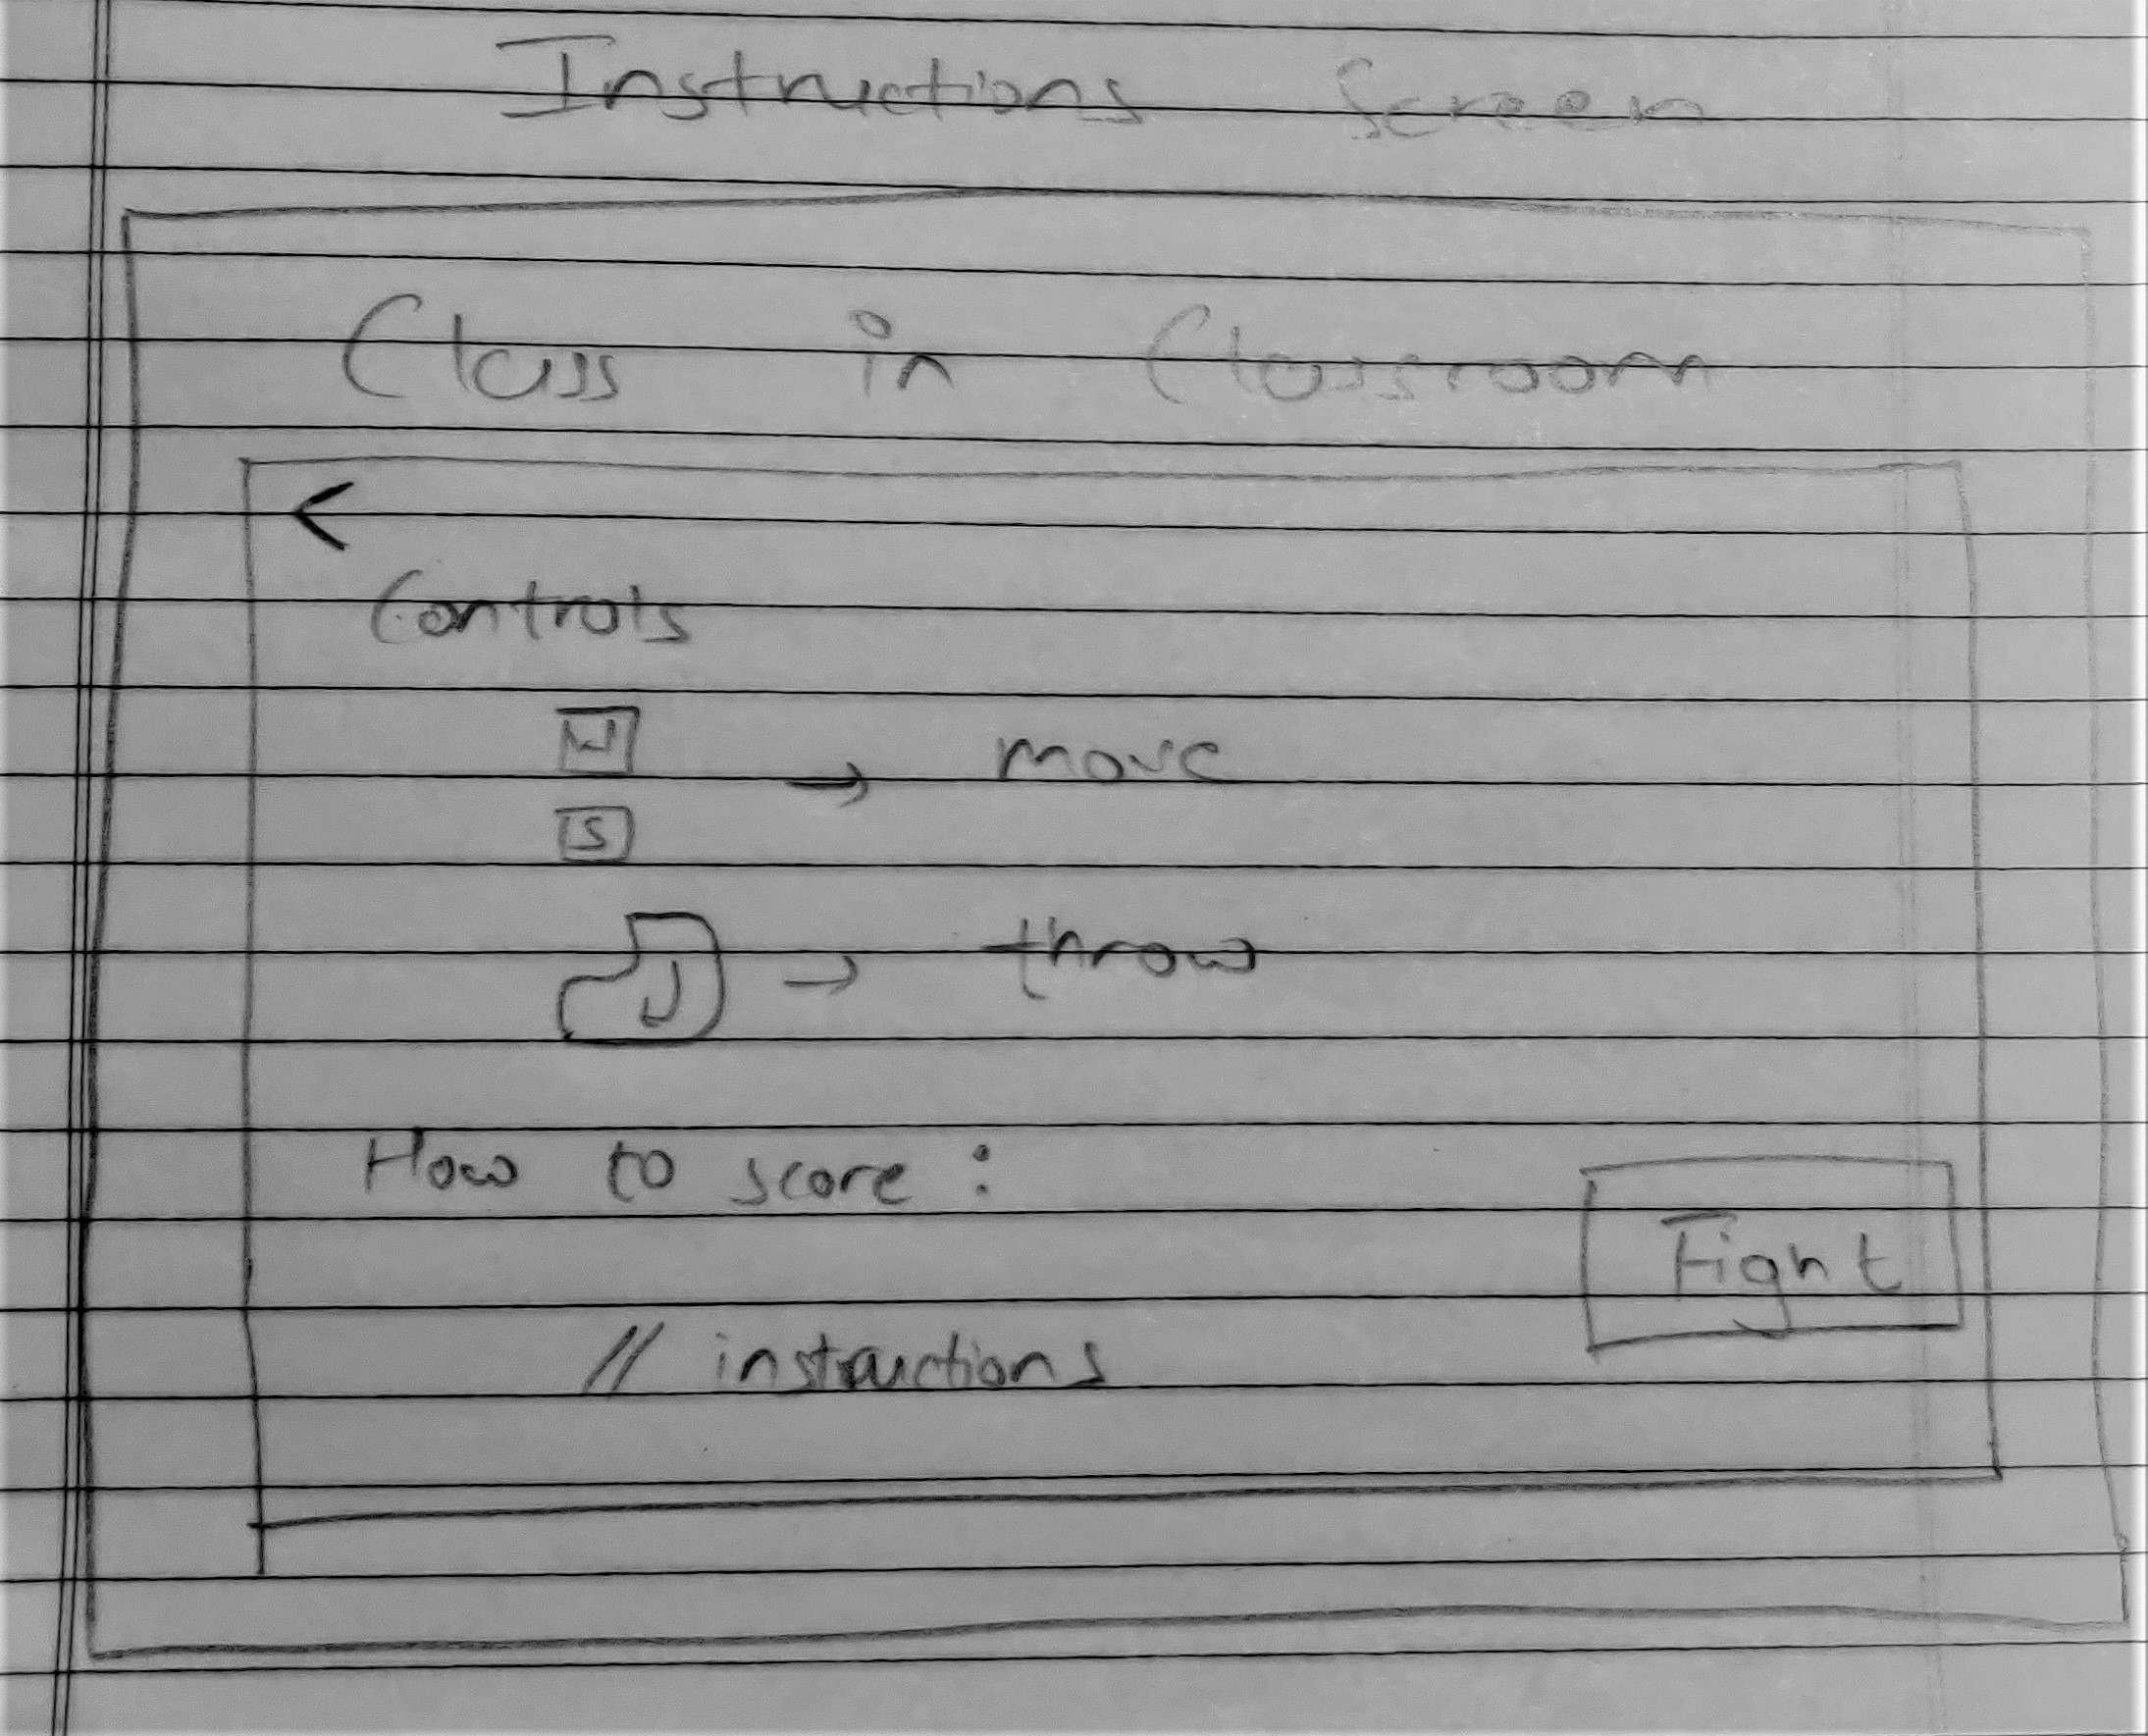 Instructions Screen
Class in Classroom
←
Controls
W
→ move
S
↵ → throw
How to score :
Fight
// instructions